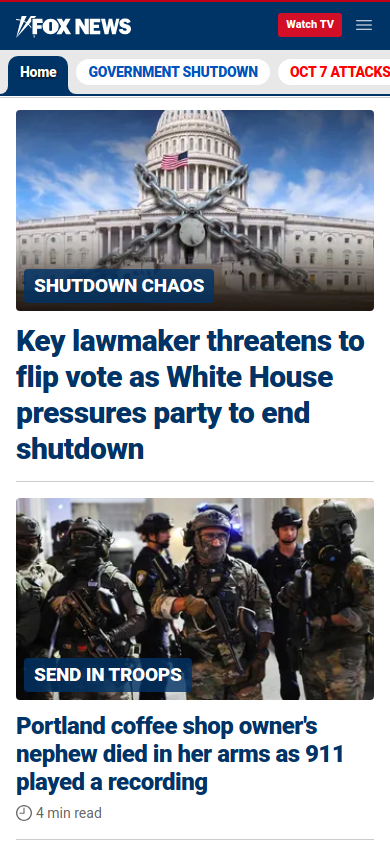 FOX NEWS
Watch TV
Home
GOVERNMENT SHUTDOWN
OCT 7 ATTACKS
SHUTDOWN CHAOS
Key lawmaker threatens to
flip vote as White House
pressures party to end
shutdown
SEND IN TROOPS
Portland coffee shop owner's
nephew died in her arms as 911
played a recording
4 min read